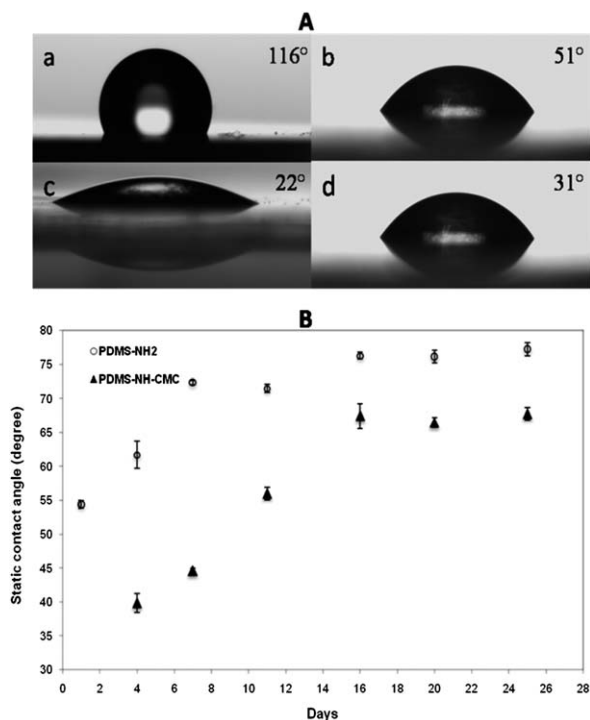 A
a 116° b 51°
c 22° d 31°
B
80
75
70
65
60
55
50
45
40
35
30
PDMS-NH2
PDMS-NH-CMC
Static contact angle (degree)
0 2 4 6 8 10 12 14 16 18 20 22 24 26 28
Days